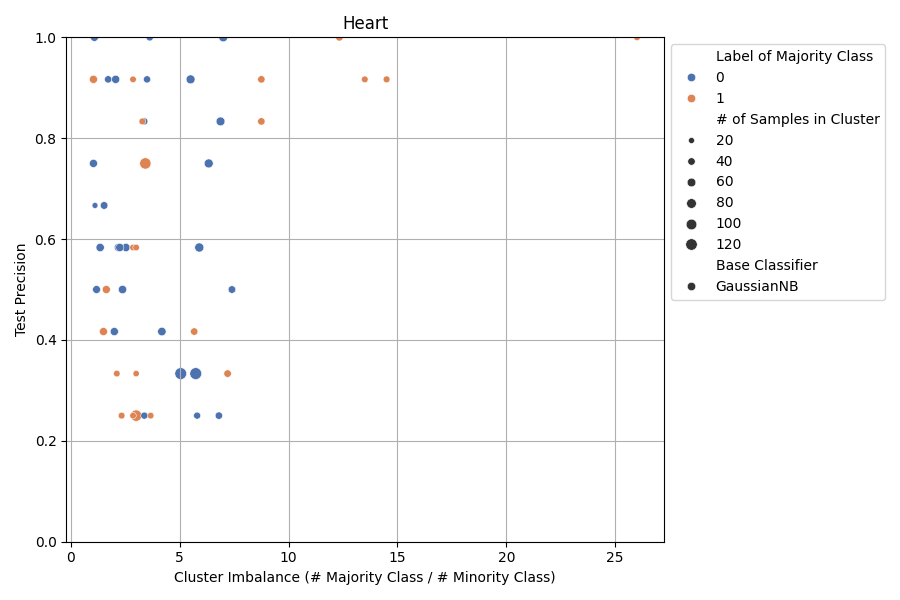 Heart
1.0
0.8
0.6
0.4
0.2
0.0
Test Precision
0
5
10
15
20
25
Cluster Imbalance (# Majority Class / # Minority Class)
Label of Majority Class
0
1
# of Samples in Cluster
20
40
60
80
100
120
Base Classifier
GaussianNB